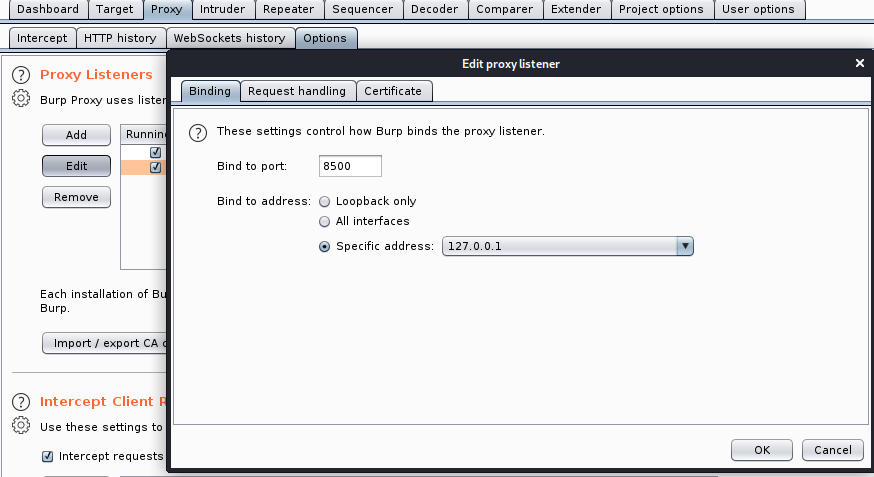 Dashboard Target Proxy Intruder Repeater Sequencer Decoder Comparer Extender Project options User options
Intercept HTTP history WebSockets history Options
Edit proxy listener
Proxy Listeners
Burp Proxy uses
Add
Edit
Remove
Running
Each installation of
Burp.
Import / export CA
Intercept Client
Use these settings to
Intercept requests
Binding Request handling Certificate
These settings control how Burp binds the proxy listener.
Bind to port: 8500
Bind to address: Loopback only
All interfaces
Specific address: 127.0.0.1
OK Cancel